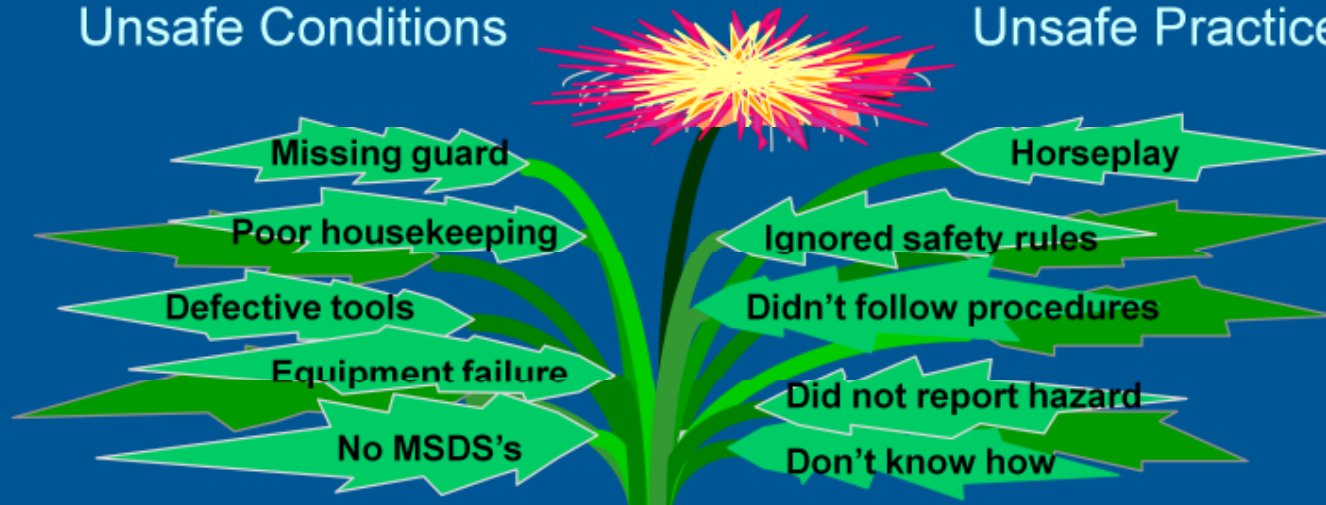 Unsafe Conditions
Unsafe Practice
Missing guard
Poor housekeeping
Defective tools
Equipment failure
No MSDS's
Horseplay
Ignored safety rules
Didn't follow procedures
Did not report hazard
Don't know how